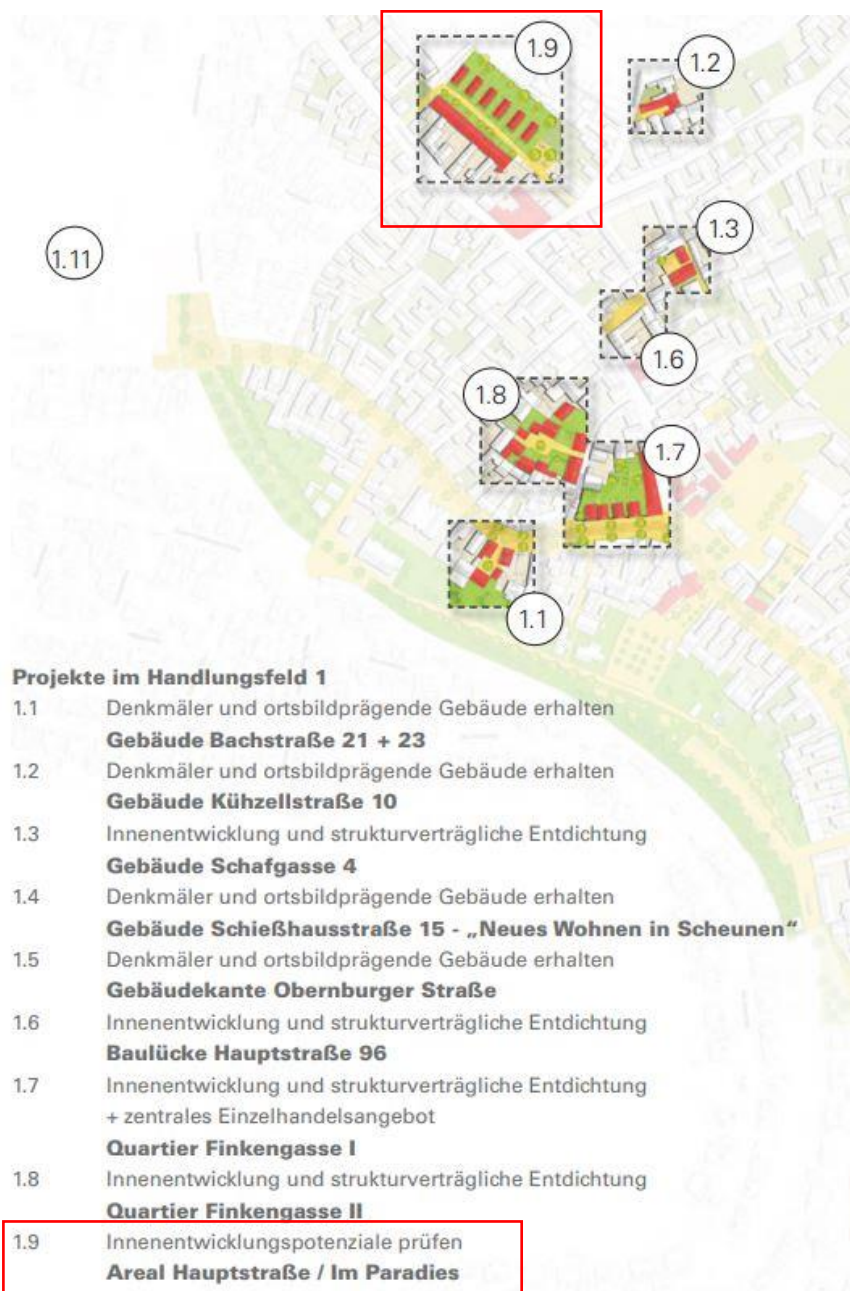 1.9
1.2
1.3
1.11
1.6
1.8
1.7
1.1
Projekte im Handlungsfeld 1
1.1 Denkmäler und ortsbildprägende Gebäude erhalten
Gebäude Bachstraße 21 + 23
1.2 Denkmäler und ortsbildprägende Gebäude erhalten
Gebäude Kühzellstraße 10
1.3 Innenentwicklung und strukturverträgliche Entdichtung
Gebäude Schafgasse 4
1.4 Denkmäler und ortsbildprägende Gebäude erhalten
Gebäude Schießhausstraße 15 - „Neues Wohnen in Scheunen“
1.5 Denkmäler und ortsbildprägende Gebäude erhalten
Gebäudekante Obernburger Straße
1.6 Innenentwicklung und strukturverträgliche Entdichtung
Baulücke Hauptstraße 96
1.7 Innenentwicklung und strukturverträgliche Entdichtung
+ zentrales Einzelhandelsangebot
Quartier Finkengasse I
1.8 Innenentwicklung und strukturverträgliche Entdichtung
Quartier Finkengasse II
1.9 Innenentwicklungspotenziale prüfen
Areal Hauptstraße / Im Paradies